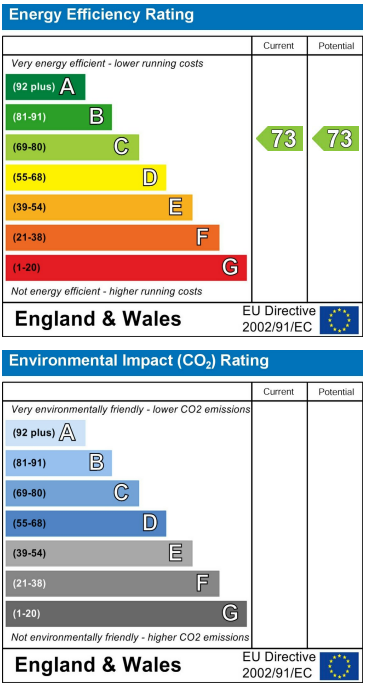 Energy Efficiency Rating
Current Potential
Very energy efficient - lower running costs
(92 plus) A
(81-91) B
(69-80) C
73 73
(55-68) D
(39-54) E
(21-38) F
(1-20) G
Not energy efficient - higher running costs
England & Wales
EU Directive
2002/91/EC
Environmental Impact (CO₂) Rating
Current Potential
Very environmentally friendly - lower CO2 emissions
(92 plus) A
(81-91) B
(69-80) C
(55-68) D
(39-54) E
(21-38) F
(1-20) G
Not environmentally friendly - higher CO2 emissions
England & Wales
EU Directive
2002/91/EC